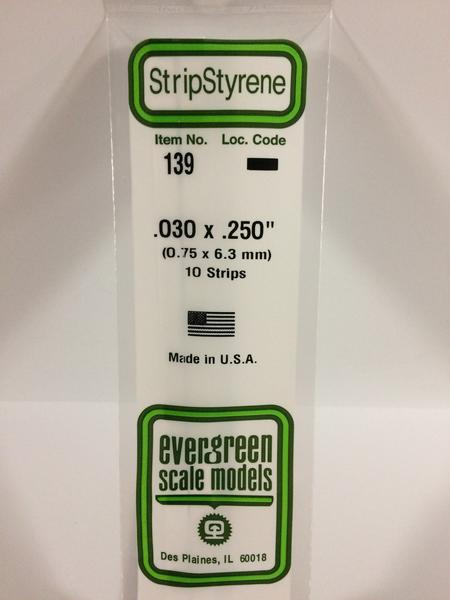 StripStyrene
Item No. Loc. Code
139
.030 x .250"
(0.75 x 6.3 mm)
10 Strips
Made in U.S.A.
evergreen
scale models
Des Plaines, IL 60018